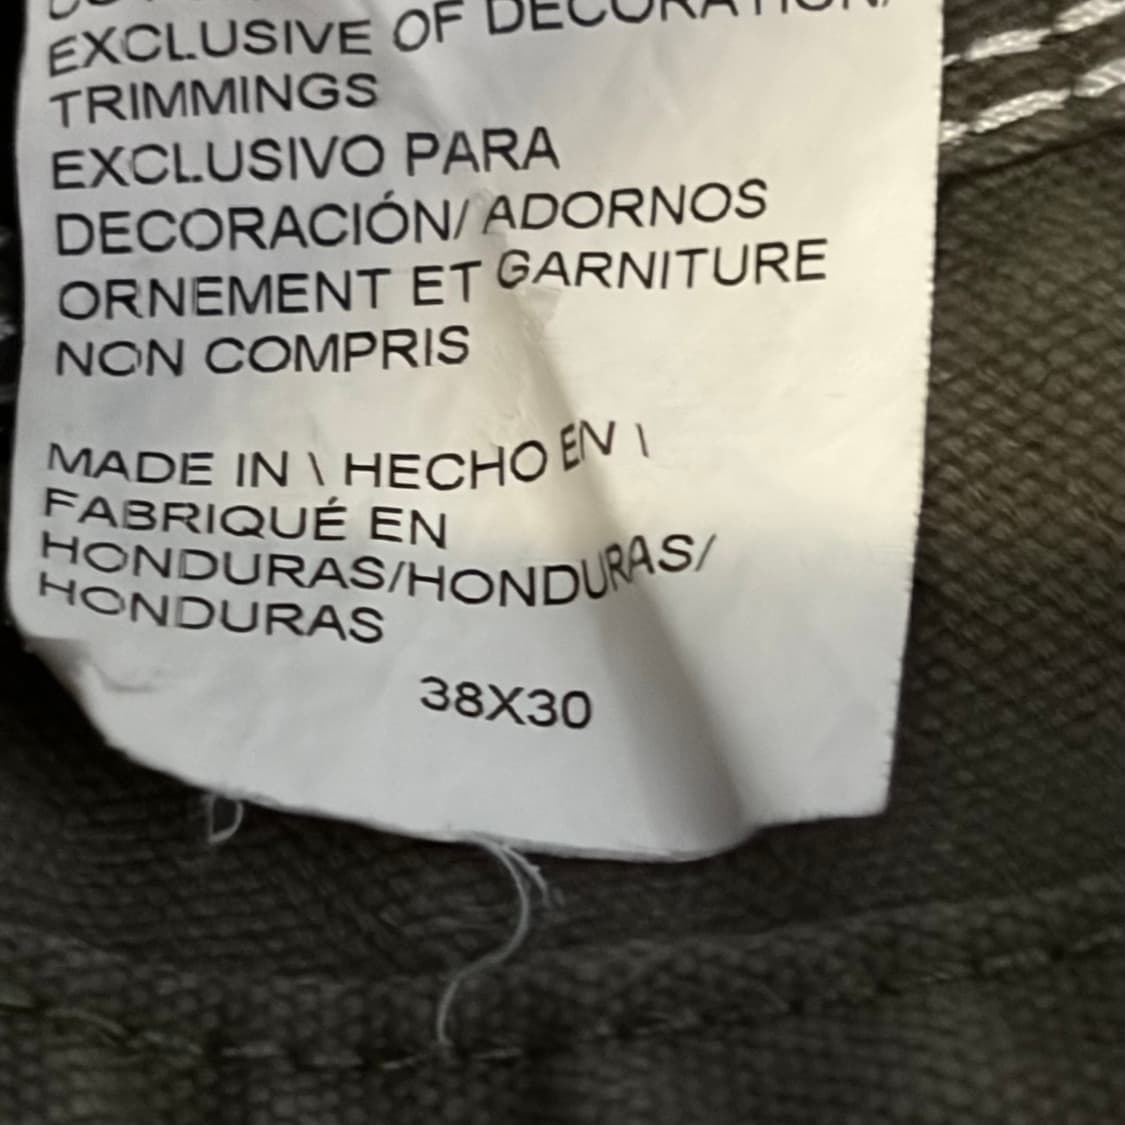 EXCLUSIVE OF DECORATION/
TRIMMINGS
EXCLUSIVO PARA
DECORACIÓN/ ADORNOS
ORNEMENT ET GARNITURE
NON COMPRIS
MADE IN \ HECHO EN \
FABRIQUÉ EN
HONDURAS/HONDURAS/
HONDURAS
38X30